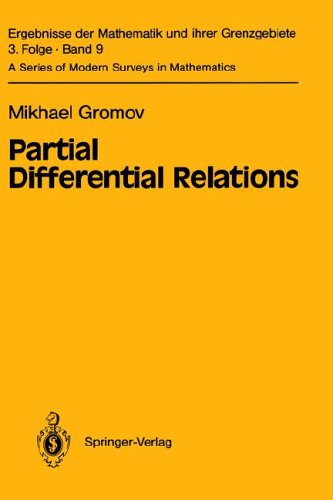 Ergebnisse der Mathematik und ihrer Grenzgebiete
3. Folge · Band 9
A Series of Modern Surveys in Mathematics
Mikhael Gromov
Partial
Differential Relations
Springer-Verlag